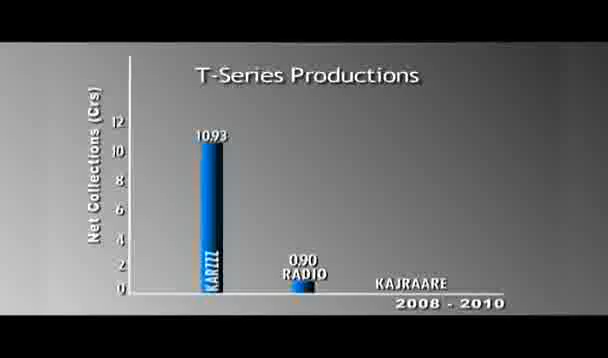 T-Series Productions
Net Collections (Crs)
12
10
8
6
4
2
0
10.93
KARZZZ
0.90
RADIO
KAJRAARE
2008 - 2010